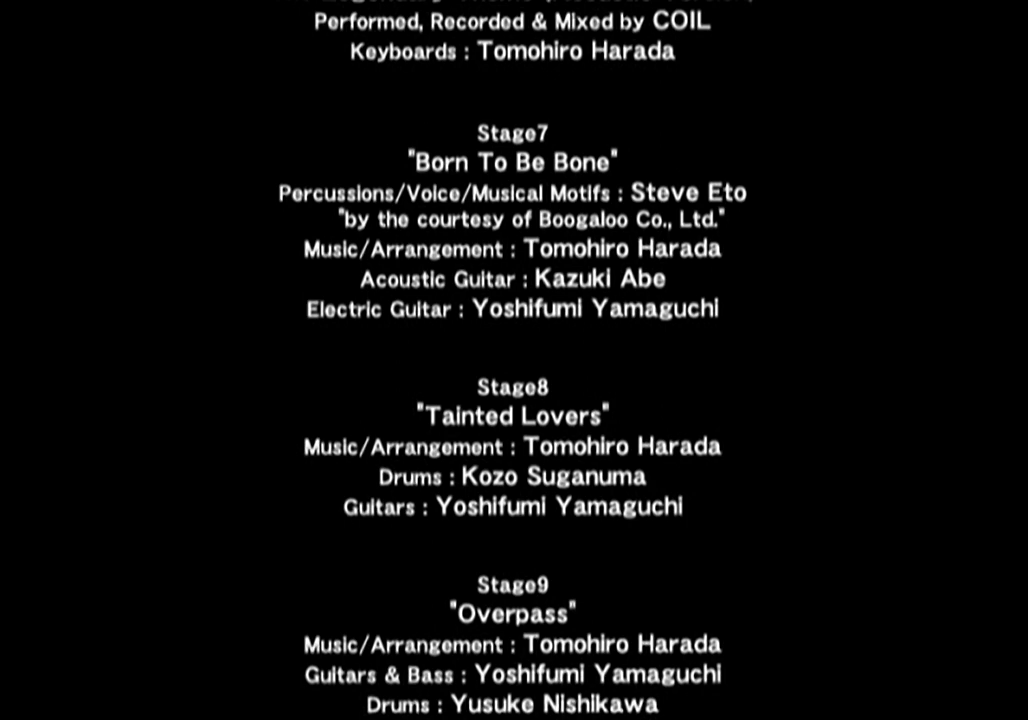 Performed, Recorded & Mixed by COIL
Keyboards : Tomohiro Harada
Stage7
"Born To Be Bone"
Percussions/Voice/Musical Motifs : Steve Eto
"by the courtesy of Boogaloo Co., Ltd."
Music/Arrangement : Tomohiro Harada
Acoustic Guitar : Kazuki Abe
Electric Guitar : Yoshifumi Yamaguchi
Stage8
"Tainted Lovers"
Music/Arrangement : Tomohiro Harada
Drums : Kozo Suganuma
Guitars : Yoshifumi Yamaguchi
Stage9
"Overpass"
Music/Arrangement : Tomohiro Harada
Guitars & Bass : Yoshifumi Yamaguchi
Drums : Yusuke Nishikawa